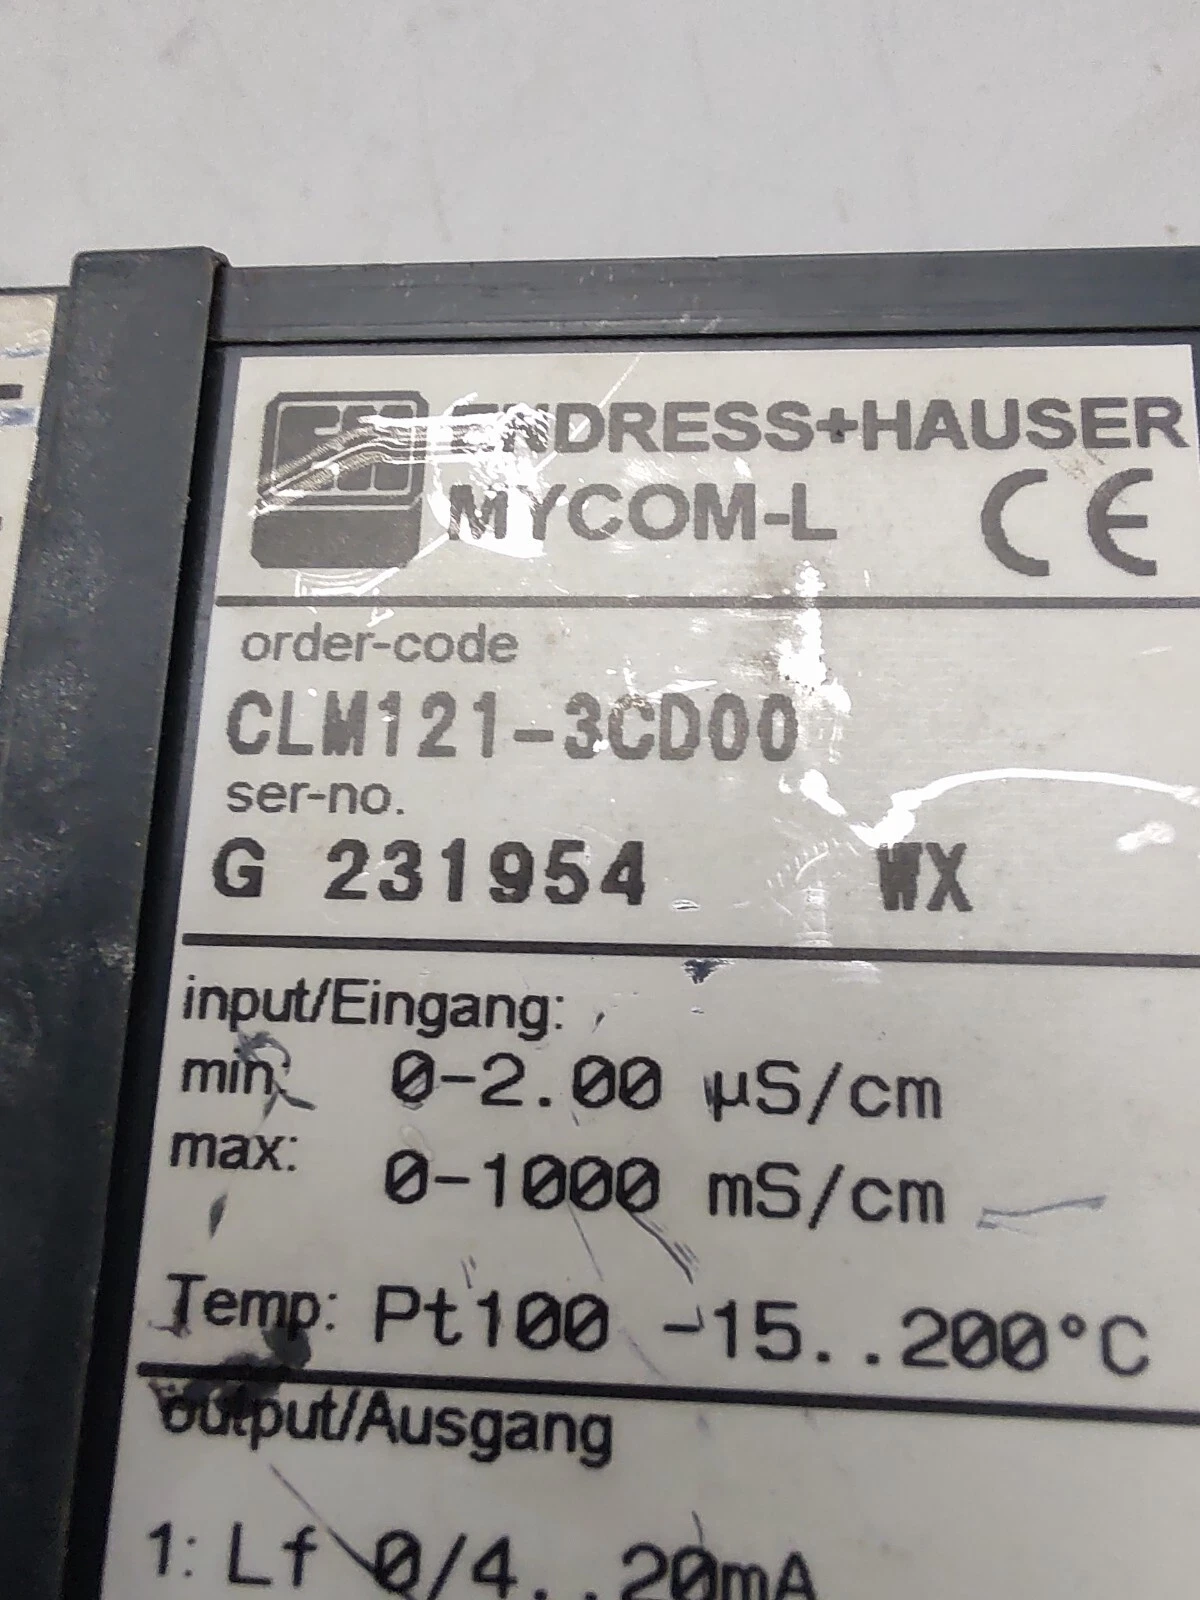 EH ENDRESS+HAUSER
MYCOM-L CE
order-code
CLM121-3CD00
ser-no.
G 231954 WX
input/Eingang:
min: 0-2.00 µS/cm
max: 0-1000 mS/cm
Temp: Pt100 -15..200°C
output/Ausgang
1: Lf 0/4..20mA